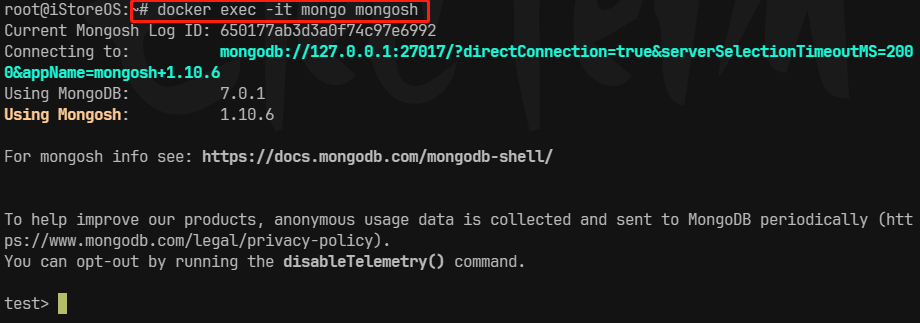 root@iStoreOS:~# docker exec -it mongo mongosh
Current Mongosh Log ID: 650177ab3d3a0f74c97e6992
Connecting to:          mongodb://127.0.0.1:27017/?directConnection=true&serverSelectionTimeoutMS=200
0&appName=mongosh+1.10.6
Using MongoDB:          7.0.1
Using Mongosh:          1.10.6
For mongosh info see: https://docs.mongodb.com/mongodb-shell/
To help improve our products, anonymous usage data is collected and sent to MongoDB periodically (htt
ps://www.mongodb.com/legal/privacy-policy).
You can opt-out by running the disableTelemetry() command.
test>